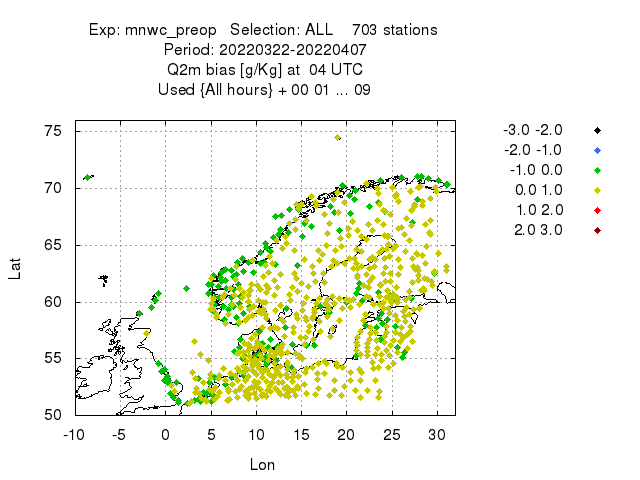 Exp: mnwc_preop   Selection: ALL    703 stations
Period: 20220322-20220407
Q2m bias [g/Kg] at  04 UTC
Used {All hours} + 00 01 ... 09
-3.0 -2.0
-2.0 -1.0
-1.0 0.0
0.0 1.0
1.0 2.0
2.0 3.0
75
70
65
60
55
50
Lat
-10 -5 0 5 10 15 20 25 30
Lon